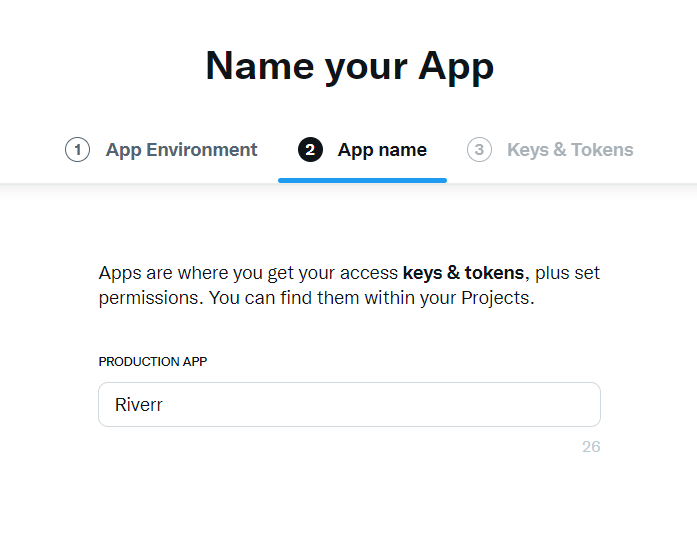 Name your App
1 App Environment 2 App name 3 Keys & Tokens
Apps are where you get your access keys & tokens, plus set
permissions. You can find them within your Projects.
PRODUCTION APP
Riverr
26